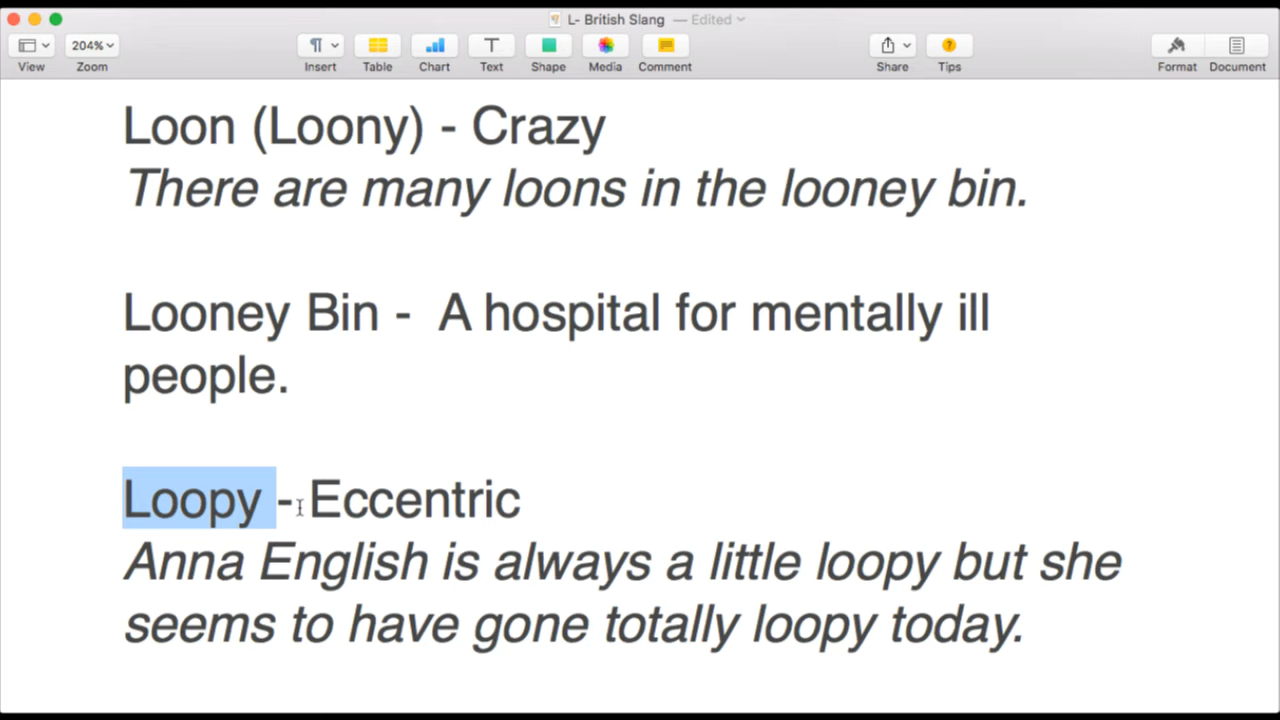 L- British Slang — Edited
204%
View
Zoom
Insert
Table
Chart
Text
Shape
Media
Comment
Share
Tips
Format
Document
Loon (Loony) - Crazy
There are many loons in the looney bin.
Looney Bin - A hospital for mentally ill
people.
Loopy - Eccentric
Anna English is always a little loopy but she
seems to have gone totally loopy today.